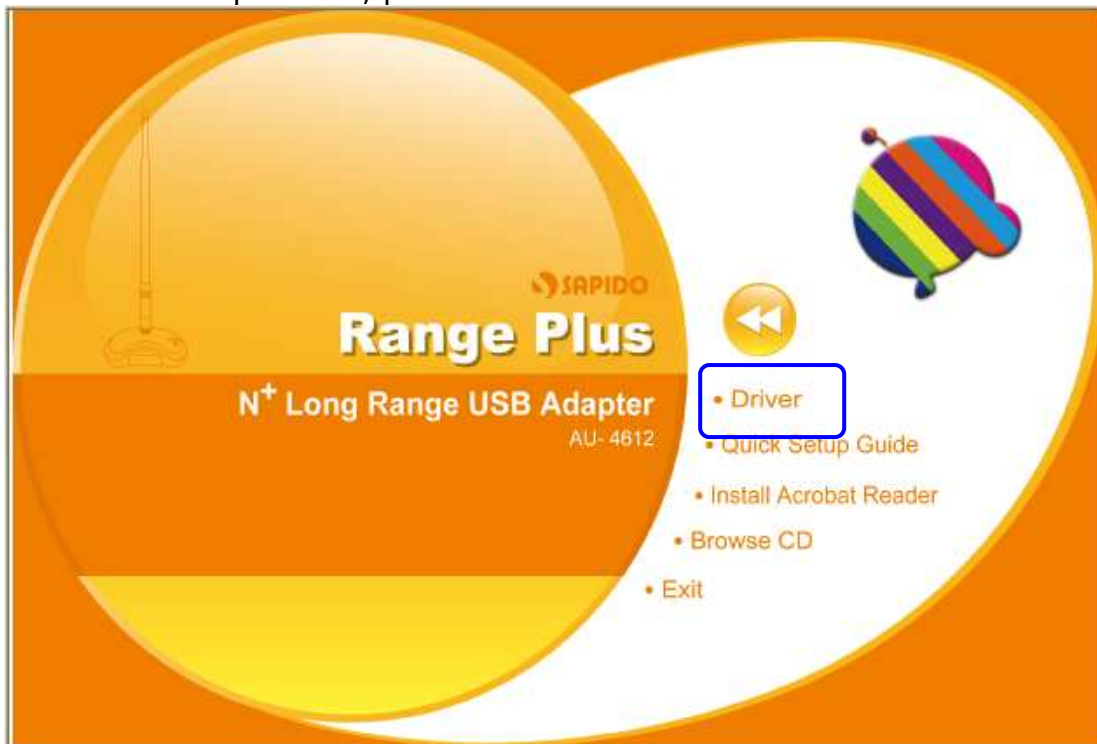 SAPIDO
Range Plus
N+ Long Range USB Adapter
AU- 4612
• Driver
• Quick Setup Guide
• Install Acrobat Reader
• Browse CD
• Exit